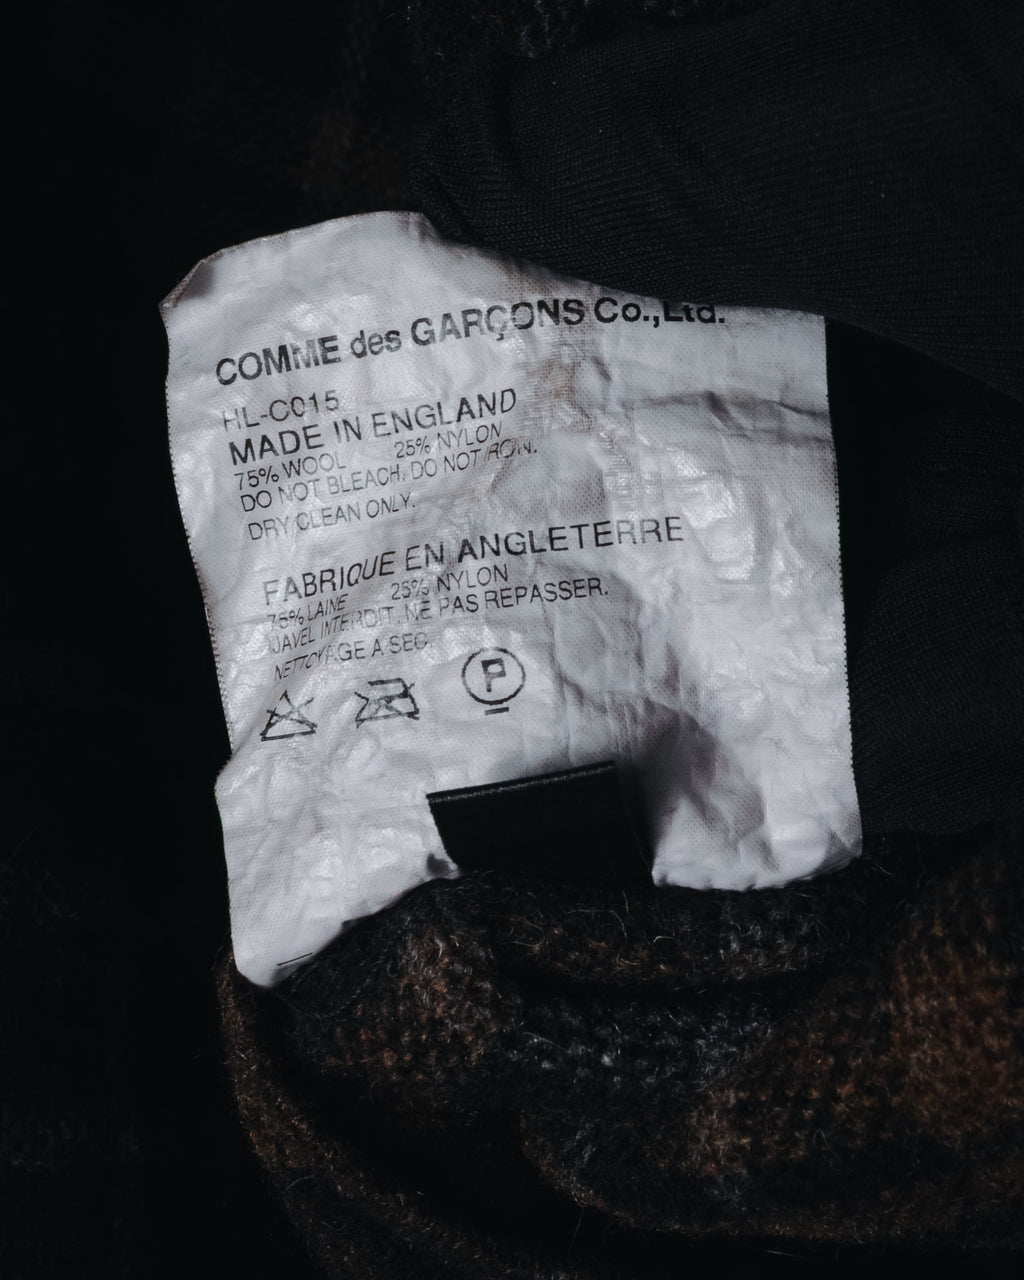 COMME des GARÇONS Co.,Ltd.
HL-C015
MADE IN ENGLAND
75% WOOL 25% NYLON
DO NOT BLEACH, DO NOT IRON.
DRY CLEAN ONLY.
FABRIQUE EN ANGLETERRE
75% LAINE 25% NYLON
JAVEL INTERDIT. NE PAS REPASSER.
NETTOYAGE A SEC.
P